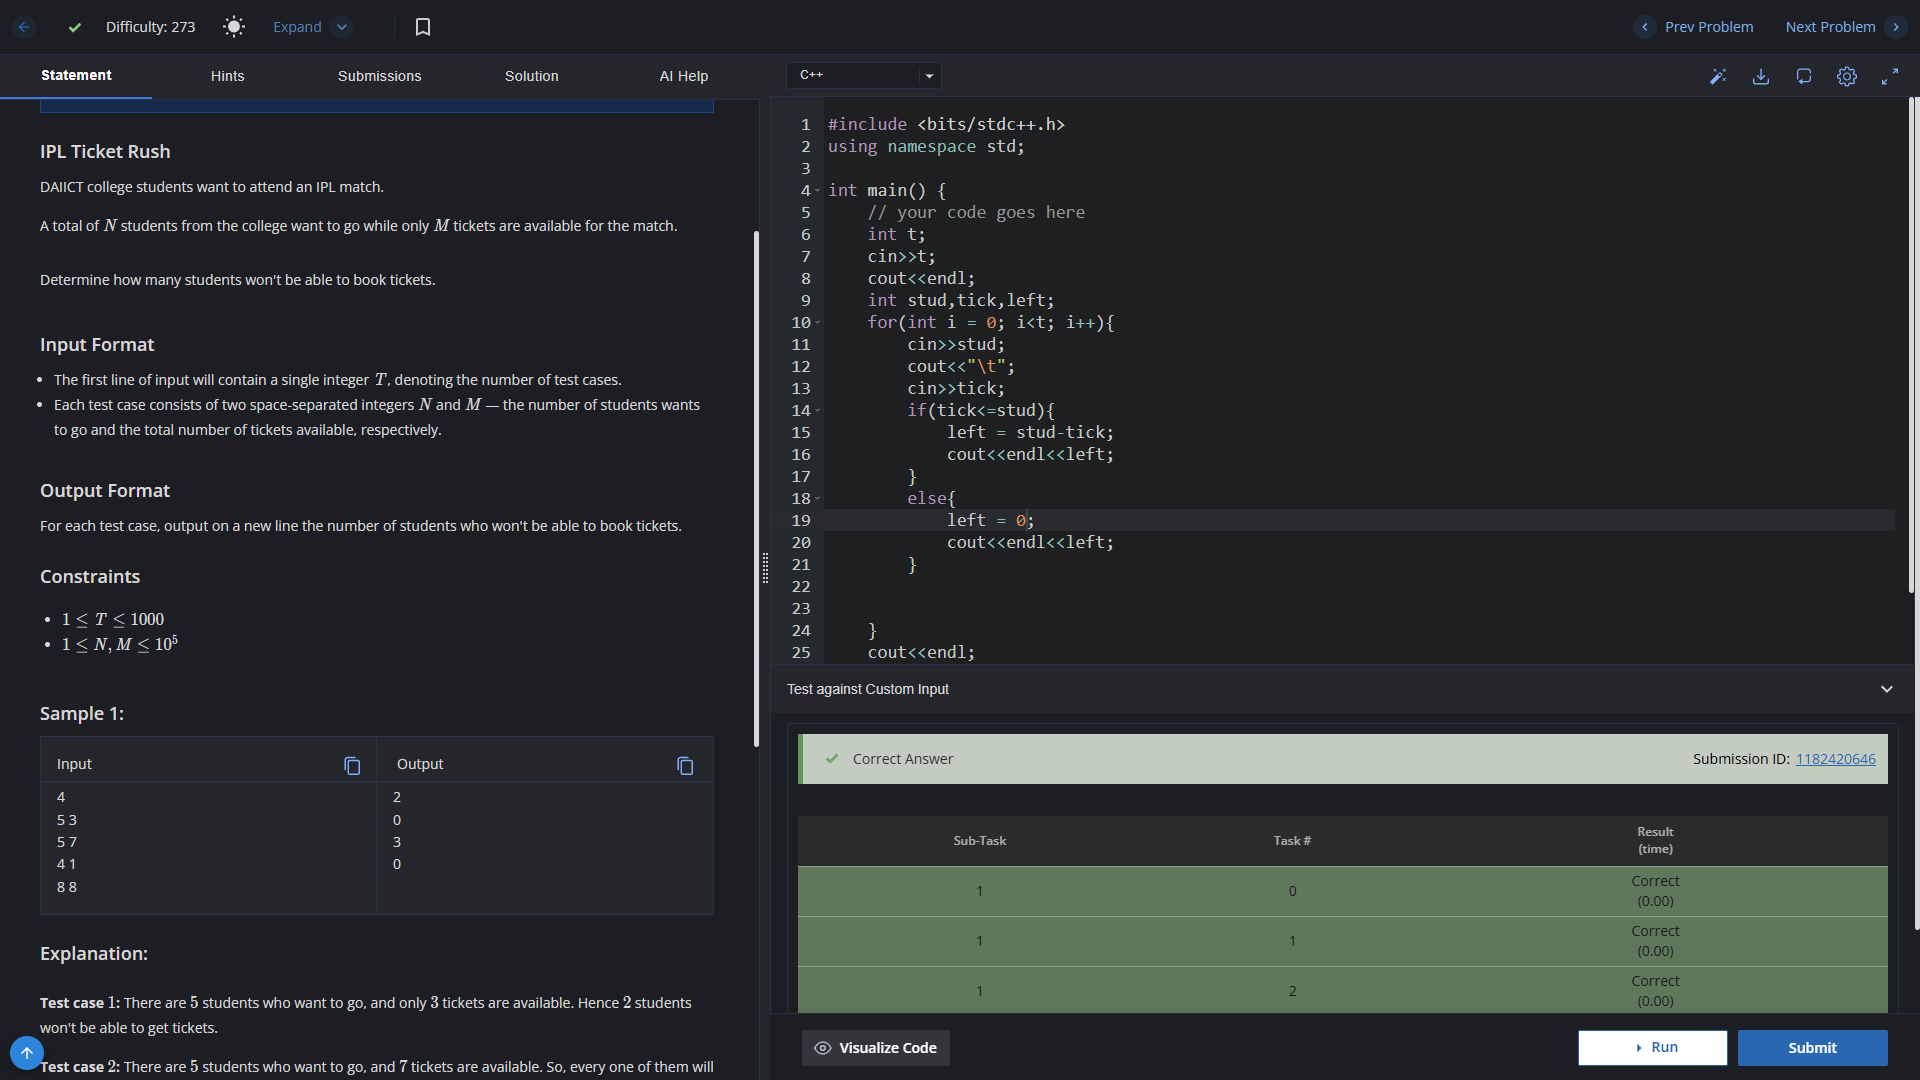 Difficulty: 273
Expand
Prev Problem
Next Problem
Statement
Hints
Submissions
Solution
AI Help
IPL Ticket Rush
DAIICT college students want to attend an IPL match.
A total of N students from the college want to go while only M tickets are available for the match.
Determine how many students won't be able to book tickets.
Input Format
• The first line of input will contain a single integer T, denoting the number of test cases.
• Each test case consists of two space-separated integers N and M — the number of students wants
to go and the total number of tickets available, respectively.
Output Format
For each test case, output on a new line the number of students who won't be able to book tickets.
Constraints
• 1 ≤ T ≤ 1000
• 1 ≤ N, M ≤ 10⁵
Sample 1:
Input
Output
4
5 3
5 7
4 1
8 8
2
0
3
0
Explanation:
Test case 1: There are 5 students who want to go, and only 3 tickets are available. Hence 2 students
won't be able to get tickets.
Test case 2: There are 5 students who want to go, and 7 tickets are available. So, every one of them will
C++
1 #include <bits/stdc++.h>
2 using namespace std;
3
4 int main() {
5     // your code goes here
6     int t;
7     cin>>t;
8     cout<<endl;
9     int stud,tick,left;
10     for(int i = 0; i<t; i++){
11         cin>>stud;
12         cout<<"\t";
13         cin>>tick;
14         if(tick<=stud){
15             left = stud-tick;
16             cout<<endl<<left;
17         }
18         else{
19             left = 0;
20             cout<<endl<<left;
21         }
22
23
24     }
25     cout<<endl;
Test against Custom Input
Correct Answer
Submission ID: 1182420646
Sub-Task
Task #
Result
(time)
1
0
Correct
(0.00)
1
1
Correct
(0.00)
1
2
Correct
(0.00)
Visualize Code
Run
Submit